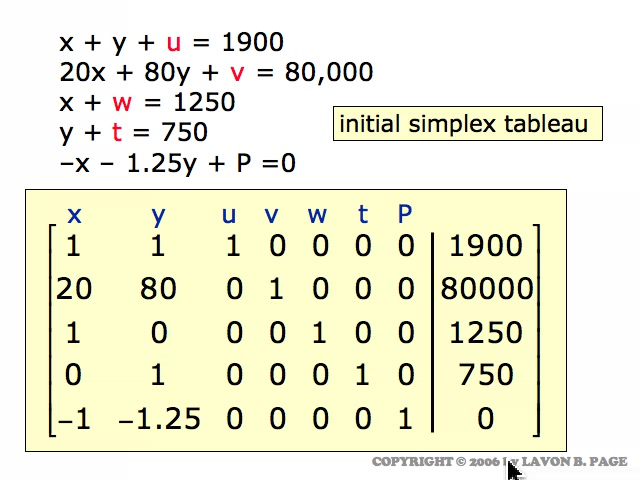 x + y + u = 1900
20x + 80y + v = 80,000
x + w = 1250
y + t = 750
–x – 1.25y + P =0
initial simplex tableau
x y u v w t P
1 1 1 0 0 0 0 1900
20 80 0 1 0 0 0 80000
1 0 0 0 1 0 0 1250
0 1 0 0 0 1 0 750
–1 –1.25 0 0 0 0 1 0
COPYRIGHT © 2006 by LAVON B. PAGE